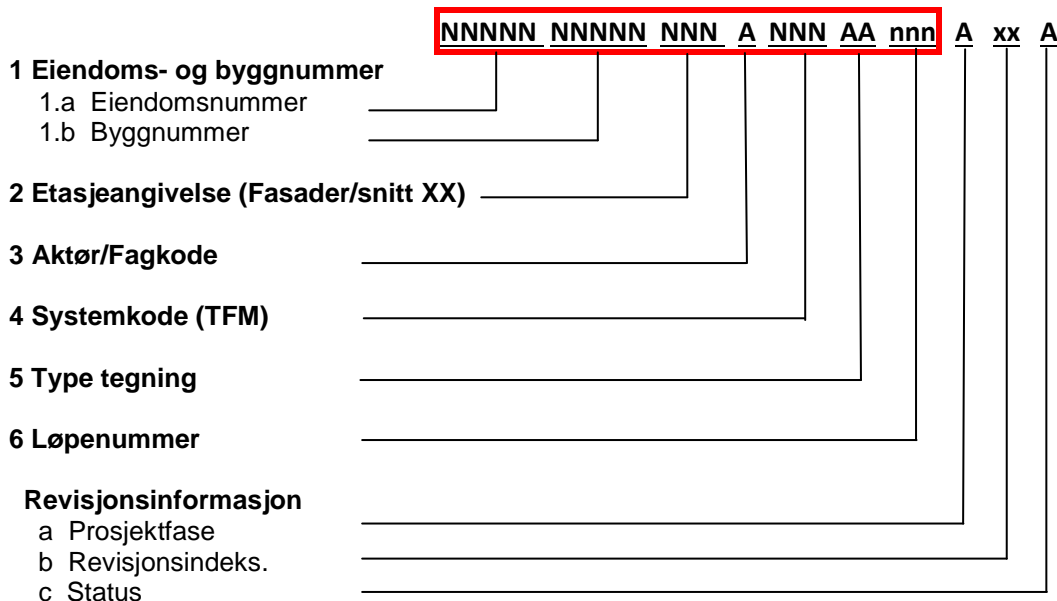 NNNNN NNNNN NNN A NNN AA nnn A xx A
1 Eiendoms- og byggnummer
1.a Eiendomsnummer
1.b Byggnummer
2 Etasjeangivelse (Fasader/snitt XX)
3 Aktør/Fagkode
4 Systemkode (TFM)
5 Type tegning
6 Løpenummer
Revisjonsinformasjon
a Prosjektfase
b Revisjonsindeks.
c Status